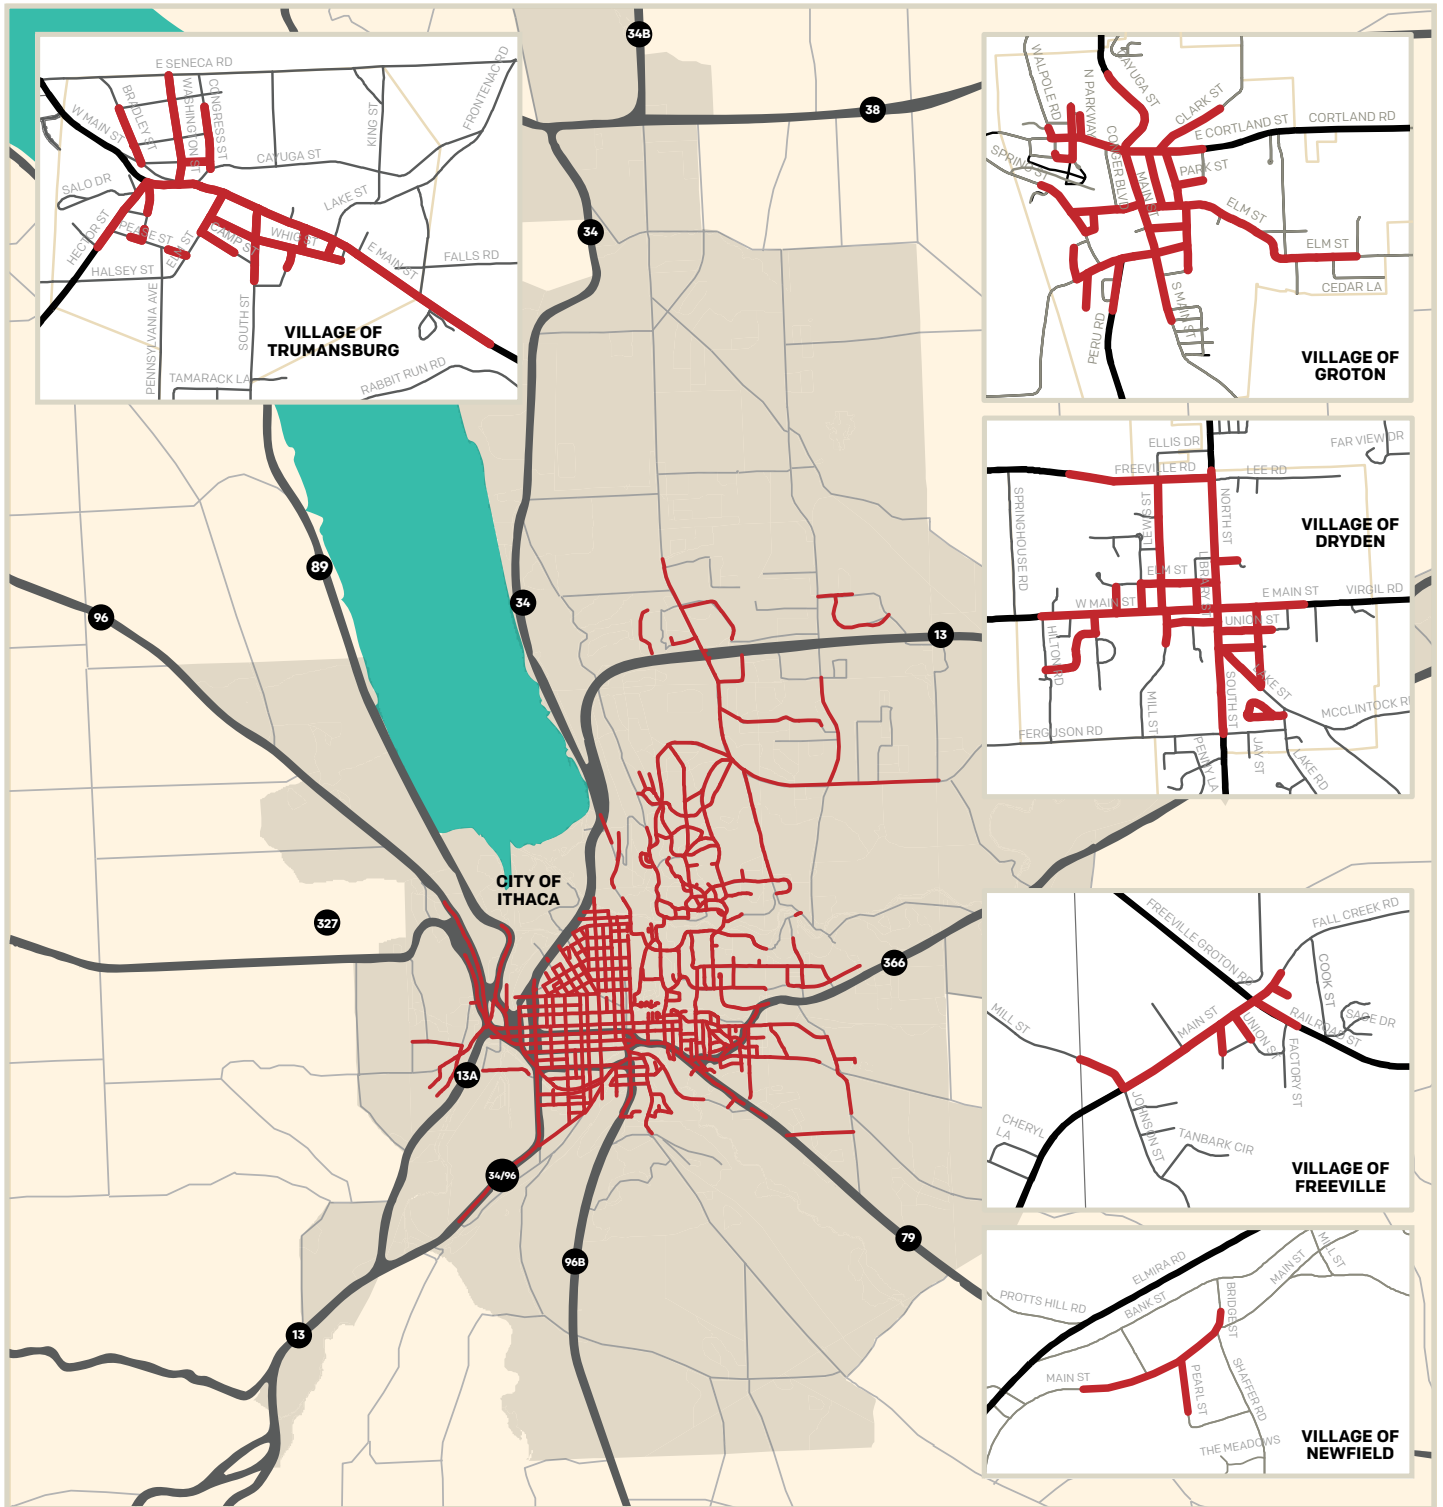 34B
38
34
89
96
34
13
CITY OF
ITHACA
327
366
13A
34/96
79
96B
13
E SENECA RD
BRADLEY ST
WASHINGTON ST
CONGRESS ST
KING ST
FRONTENAC RD
W MAIN ST
CAYUGA ST
SALO DR
LAKE ST
HECTOR ST
PEASE ST
ELM ST
CAMP ST
WHIG ST
E MAIN ST
FALLS RD
HALSEY ST
PENNSYLVANIA AVE
SOUTH ST
VILLAGE OF
TRUMANSBURG
TAMARACK LA
RABBIT RUN RD
WALPOLE RD
N PARKWAY
CAYUGA ST
CLARK ST
E CORTLAND ST
CORTLAND RD
SPRING ST
CONGER BLVD
MAIN ST
PARK ST
ELM ST
ELM ST
CEDAR LA
S MAIN ST
PERU RD
VILLAGE OF
GROTON
ELLIS DR
FAR VIEW DR
FREEVILLE RD
LEE RD
SPRINGHOUSE RD
LEWIS ST
NORTH ST
VILLAGE OF
DRYDEN
ELM ST
LIBRARY ST
W MAIN ST
E MAIN ST
VIRGIL RD
UNION ST
HILTON RD
LAKE ST
SOUTH ST
MILL ST
MCCLINTOCK RD
FERGUSON RD
PENNY LA
JAY ST
LAKE RD
FREEVILLE GROTON RD
FALL CREEK RD
COOK ST
MILL ST
MAIN ST
UNION ST
RAILROAD ST
SAGE DR
FACTORY ST
CHERYL
LA
JOHNSON ST
TANBARK CIR
VILLAGE OF
FREEVILLE
ELMIRA RD
MAIN ST
MILL ST
PROTTS HILL RD
BANK ST
BRIDGE ST
MAIN ST
PEARL ST
SHAFFER RD
THE MEADOWS
VILLAGE OF
NEWFIELD